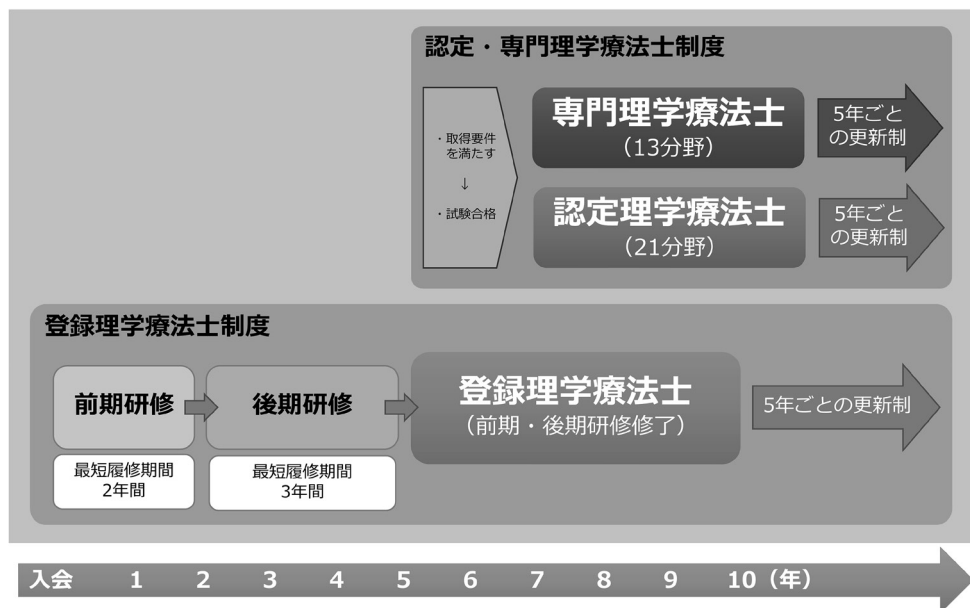 認定・専門理学療法士制度
・取得要件
を満たす
↓
・試験合格
専門理学療法士
（13分野）
5年ごと
の更新制
認定理学療法士
（21分野）
5年ごと
の更新制
登録理学療法士制度
前期研修
後期研修
登録理学療法士
（前期・後期研修修了）
5年ごとの更新制
最短履修期間
2年間
最短履修期間
3年間
入会 1 2 3 4 5 6 7 8 9 10（年）